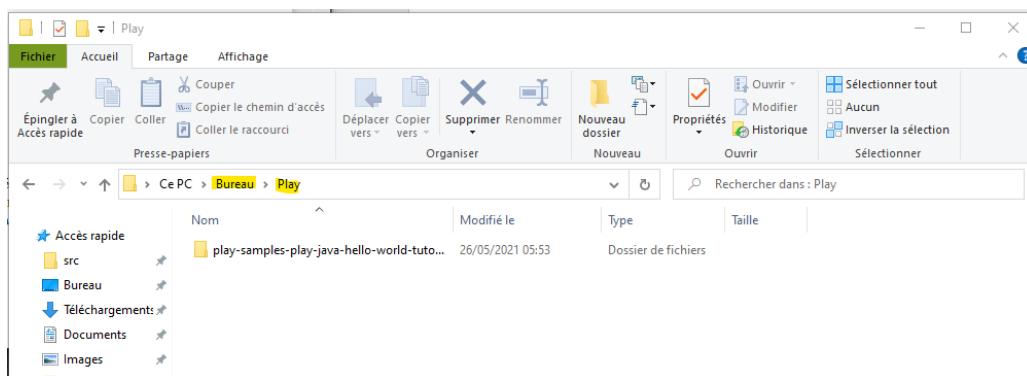 Play
Fichier Accueil Partage Affichage
Épingler à Accès rapide
Copier
Coller
Couper
Copier le chemin d'accès
Coller le raccourci
Presse-papiers
Déplacer vers
Copier vers
Supprimer
Renommer
Organiser
Nouveau dossier
Nouveau
Propriétés
Ouvrir
Modifier
Historique
Ouvrir
Sélectionner tout
Aucun
Inverser la sélection
Sélectionner
Ce PC > Bureau > Play
Rechercher dans : Play
Nom Modifié le Type Taille
Accès rapide
play-samples-play-java-hello-world-tuto... 26/05/2021 05:53 Dossier de fichiers
src
Bureau
Téléchargements
Documents
Images